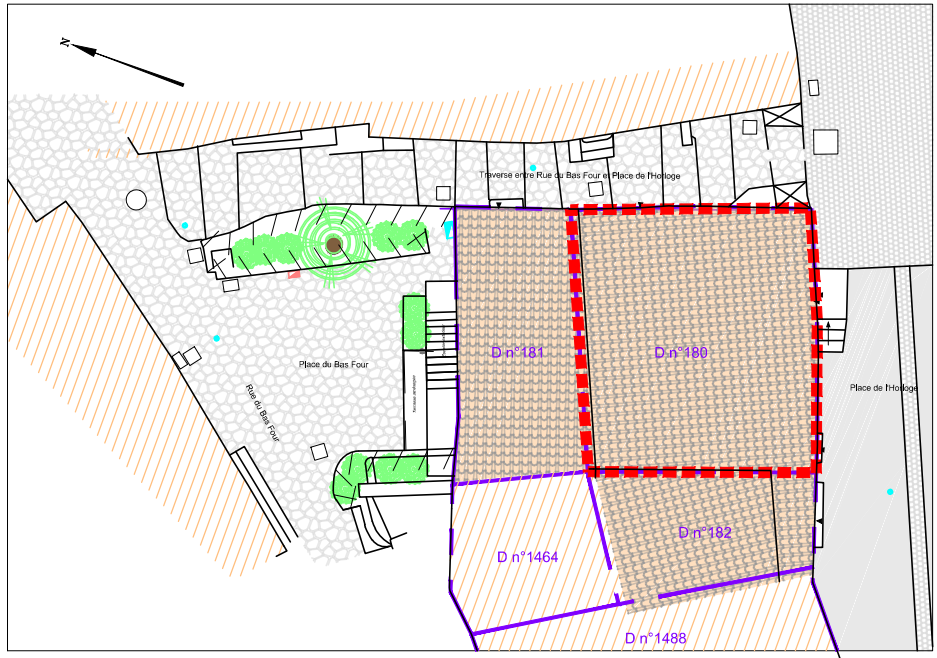 N
Traverse entre Rue du Bas Four et Place de l'Horloge
D n°181
D n°180
Place du Bas Four
Rue du Bas Four
Place de l'Horloge
D n°182
D n°1464
D n°1488